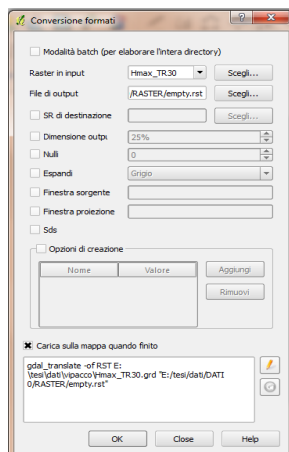 Conversione formati
Modalità batch (per elaborare l'intera directory)
Raster in input Hmax_TR30 Scegli...
File di output /RASTER/empty.rst Scegli...
SR di destinazione Scegli...
Dimensione outpu 25%
Nulli 0
Espandi Grigio
Finestra sorgente
Finestra proiezione
Sds
Opzioni di creazione
Nome Valore Aggiungi
Rimuovi
Carica sulla mappa quando finito
gdal_translate -of RST E:
\tesi\dati\vipacco\Hmax_TR30.grd "E:/tesi/dati/DATI
0/RASTER/empty.rst"
OK Close Help